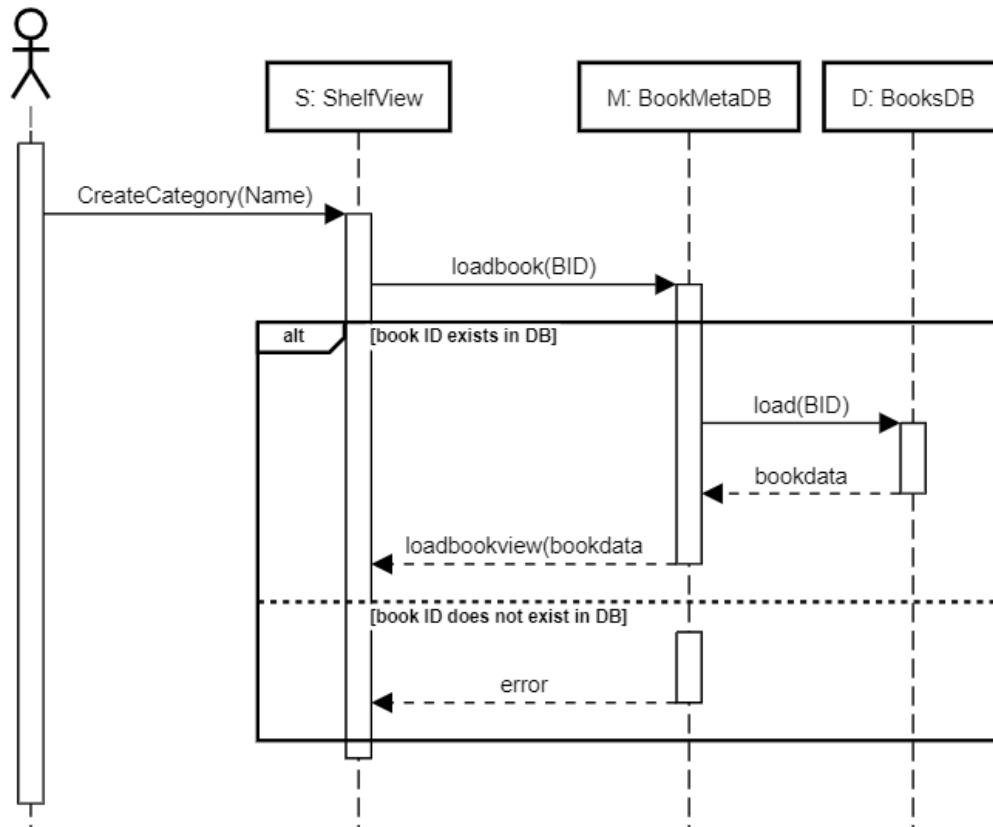 S: ShelfView
M: BookMetaDB
D: BooksDB
CreateCategory(Name)
loadbook(BID)
alt
[book ID exists in DB]
load(BID)
bookdata
loadbookview(bookdata
[book ID does not exist in DB]
error